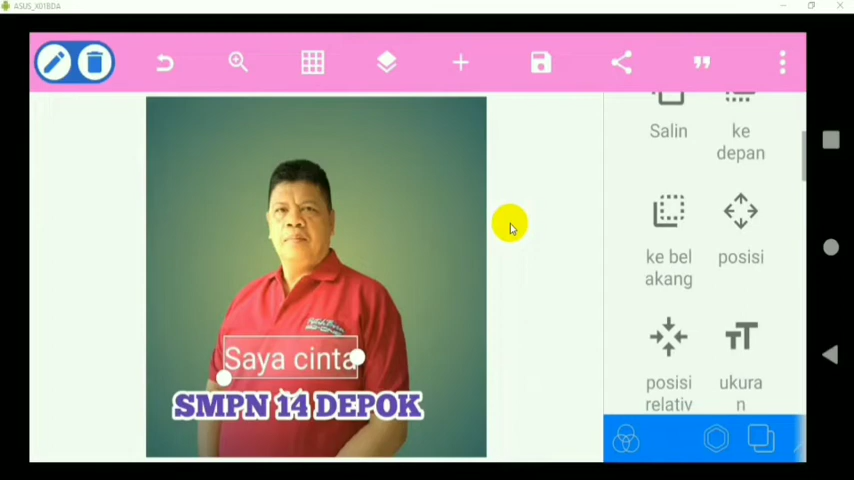 ASUS_X01BDA
Salin
ke
depan
ke bel
akang
posisi
posisi
relativ
ukura
n
Saya cinta
SMPN 14 DEPOK